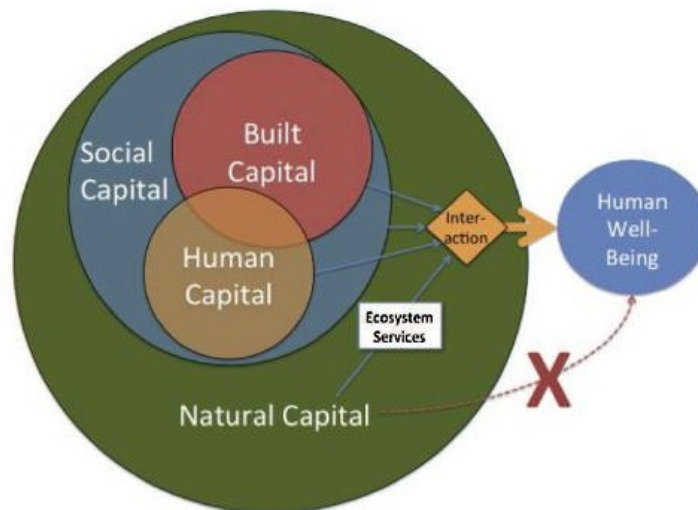 Social
Capital
Built
Capital
Human
Capital
Inter-
action
Human
Well-
Being
Ecosystem
Services
Natural Capital
X